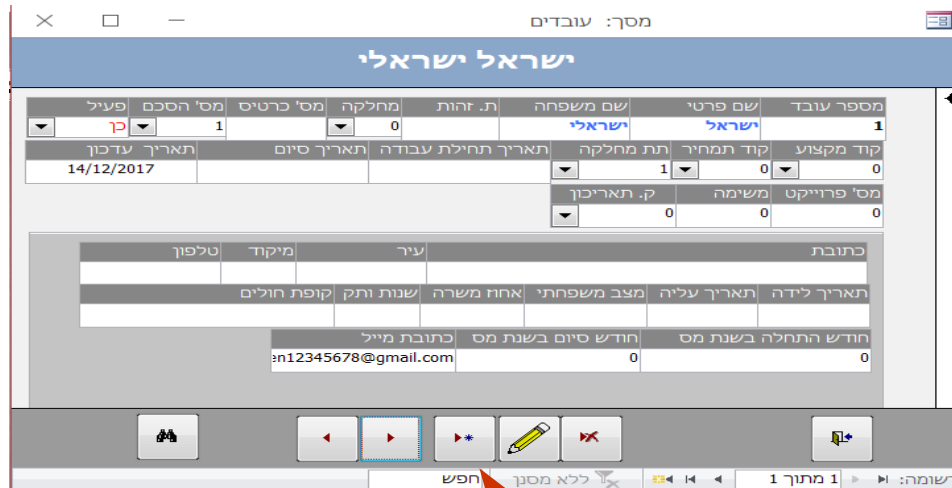 מסך: עובדים
ישראל ישראלי
מספר עובד שם פרטי שם משפחה ת. זהות מחלקה מס' כרטיס מס' הסכם פעיל
1 ישראל ישראלי 0 1 כן
קוד מקצוע קוד תמחיר תת מחלקה תאריך תחילת עבודה תאריך סיום תאריך עדכון
0 0 1 14/12/2017
מס' פרוייקט משימה ק. תאריכון
0 0 0
כתובת עיר מיקוד טלפון
תאריך לידה תאריך עליה מצב משפחתי אחוז משרה שנות ותק קופת חולים
חודש התחלה בשנת מס חודש סיום בשנת מס כתובת מייל
0 0 en12345678@gmail.com
רשומה: 1 מתוך 1 ללא מסנן חפש